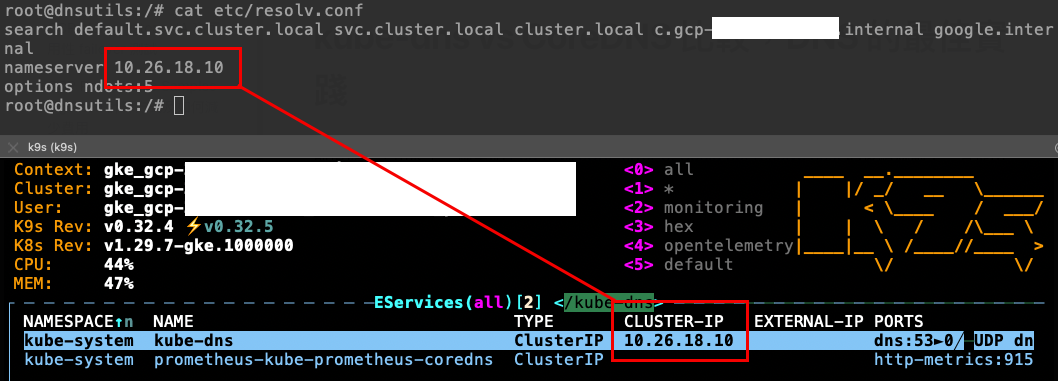 root@dnsutils:/# cat etc/resolv.conf
search default.svc.cluster.local svc.cluster.local cluster.local c.gcp- .internal google.inter
nal
nameserver 10.26.18.10
options ndots:5
root@dnsutils:/#
k9s (k9s)
Context: gke_gcp- <0> all
Cluster: gke_gcp- <1> *
User: gke_gcp- <2> monitoring
K9s Rev: v0.32.4 ⚡v0.32.5 <3> hex
K8s Rev: v1.29.7-gke.1000000 <4> opentelemetry
CPU: 44% <5> default
MEM: 47%
EServices(all)[2] </kube-dns>
NAMESPACE↑n NAME TYPE CLUSTER-IP EXTERNAL-IP PORTS
kube-system kube-dns ClusterIP 10.26.18.10 dns:53►0╱ UDP dn
kube-system prometheus-kube-prometheus-coredns ClusterIP http-metrics:915